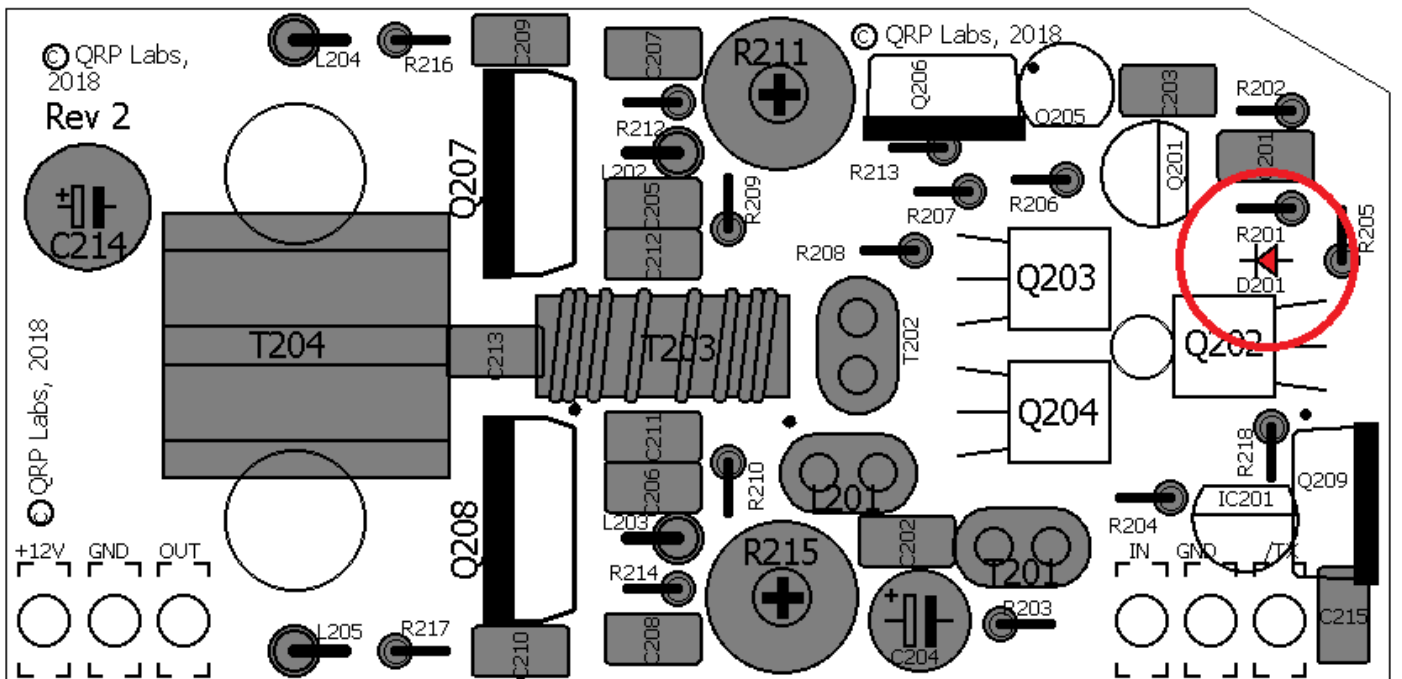 © QRP Labs,
2018
Rev 2
L204
R216
C209
C207
R211
© QRP Labs, 2018
Q206
Q205
C203
R202
C201
Q201
R212
L202
Q207
R209
C205
C212
R213
R207
R206
R208
R201
D201
R205
+
C214
T204
C213
T203
T202
Q203
Q202
Q204
© QRP Labs, 2018
C211
C206
R210
L201
R218
Q209
IC201
R204
Q208
L203
R214
R215
C202
T201
+12V
GND
OUT
IN
GND
/TX
+
C204
R203
C215
L205
R217
C210
C208